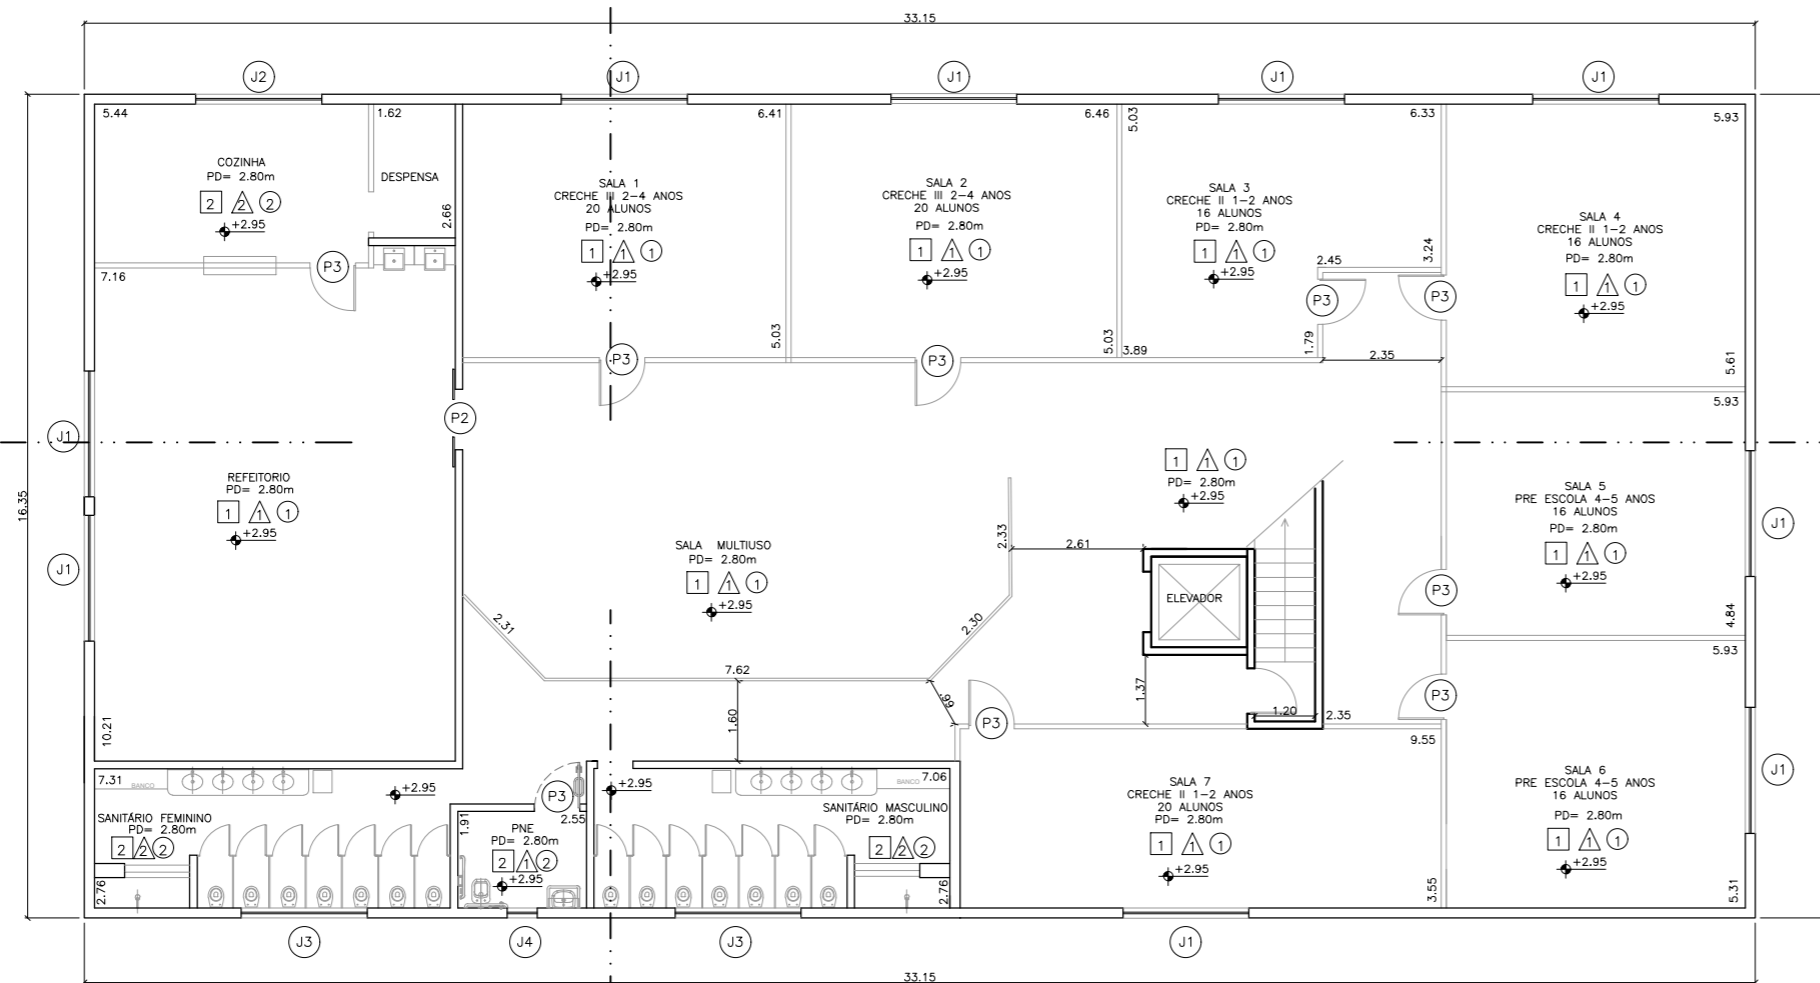 33.15
J2
J1
J1
J1
J1
5.44
1.62
6.41
6.46
5.03
6.33
5.93
COZINHA
PD= 2.80m
2 2 2
+2.95
DESPENSA
2.66
SALA 1
CRECHE III 2-4 ANOS
20 ALUNOS
PD= 2.80m
1 1 1
+2.95
5.03
SALA 2
CRECHE III 2-4 ANOS
20 ALUNOS
PD= 2.80m
1 1 1
+2.95
5.03
SALA 3
CRECHE II 1-2 ANOS
16 ALUNOS
PD= 2.80m
1 1 1
+2.95
3.24
2.45
SALA 4
CRECHE II 1-2 ANOS
16 ALUNOS
PD= 2.80m
1 1 1
+2.95
5.61
P3
7.16
P3
P3
P3
P3
3.89
1.79
2.35
5.93
P2
J1
16.35
REFEITORIO
PD= 2.80m
1 1 1
+2.95
J1
10.21
1 1 1
PD= 2.80m
+2.95
SALA 5
PRE ESCOLA 4-5 ANOS
16 ALUNOS
PD= 2.80m
1 1 1
+2.95
J1
4.84
SALA MULTIUSO
PD= 2.80m
1 1 1
+2.95
2.33
2.61
ELEVADOR
P3
2.31
2.30
7.62
5.93
1.37
P3
.99
1.60
P3
1.20
2.35
9.55
7.31
BANCO
+2.95
+2.95
BANCO
7.06
SANITÁRIO FEMININO
PD= 2.80m
2 2 2
2.76
P3
2.55
1.91
PNE
PD= 2.80m
2 1 2
+2.95
SANITÁRIO MASCULINO
PD= 2.80m
2 2 2
2.76
SALA 7
CRECHE II 1-2 ANOS
20 ALUNOS
PD= 2.80m
1 1 1
+2.95
3.55
SALA 6
PRE ESCOLA 4-5 ANOS
16 ALUNOS
PD= 2.80m
1 1 1
+2.95
J1
5.31
J3
J4
J3
J1
33.15